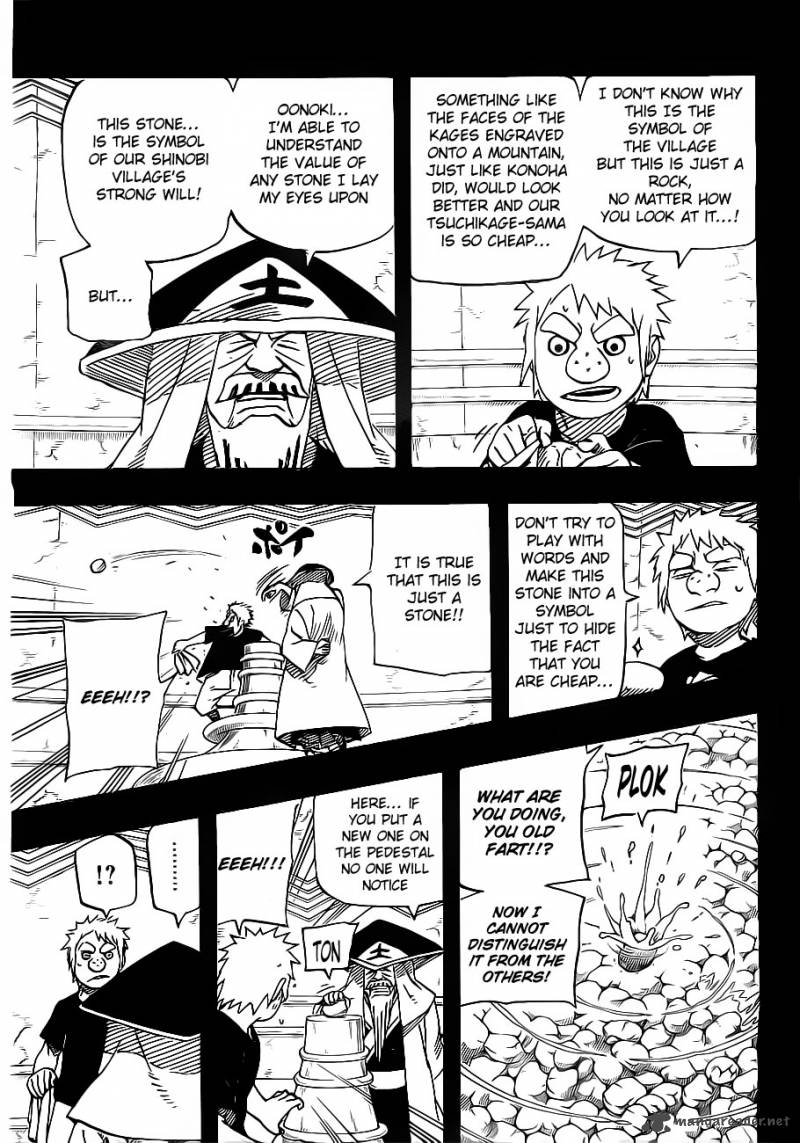 I DON'T KNOW WHY
THIS IS THE
SYMBOL OF
THE VILLAGE
BUT THIS IS JUST A
ROCK,
NO MATTER HOW
YOU LOOK AT IT...!
SOMETHING LIKE
THE FACES OF THE
KAGES ENGRAVED
ONTO A MOUNTAIN,
JUST LIKE KONOHA
DID, WOULD LOOK
BETTER AND OUR
TSUCHIKAGE-SAMA
IS SO CHEAP...
OONOKI...
I'M ABLE TO
UNDERSTAND
THE VALUE OF
ANY STONE I LAY
MY EYES UPON
THIS STONE...
IS THE SYMBOL
OF OUR SHINOBI
VILLAGE'S
STRONG WILL!
BUT...
土
DON'T TRY TO
PLAY WITH
WORDS AND
MAKE THIS
STONE INTO A
SYMBOL
JUST TO HIDE
THE FACT
THAT YOU
ARE CHEAP...
IT IS TRUE
THAT THIS IS
JUST A
STONE!!
ポイ
EEEH!!?
PLOK
WHAT ARE
YOU DOING,
YOU OLD
FART!!?
NOW I
CANNOT
DISTINGUISH
IT FROM THE
OTHERS!
HERE... IF
YOU PUT A
NEW ONE ON
THE PEDESTAL
NO ONE WILL
NOTICE
TON
土
EEEH!!!
.......
!?
mangareader.net